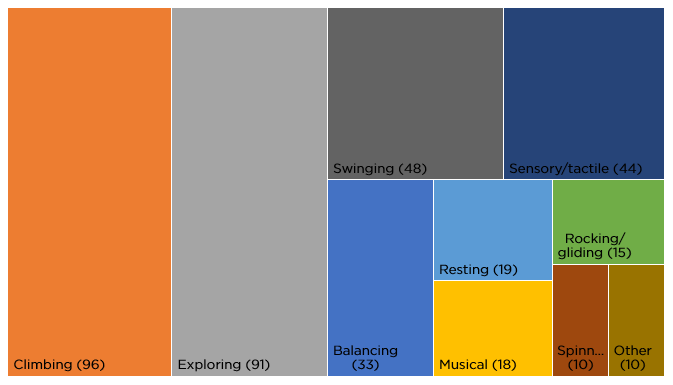 Swinging (48)
Sensory/tactile (44)
Rocking/
gliding (15)
Resting (19)
Climbing (96)
Exploring (91)
Balancing
(33)
Musical (18)
Spinn...
(10)
Other
(10)